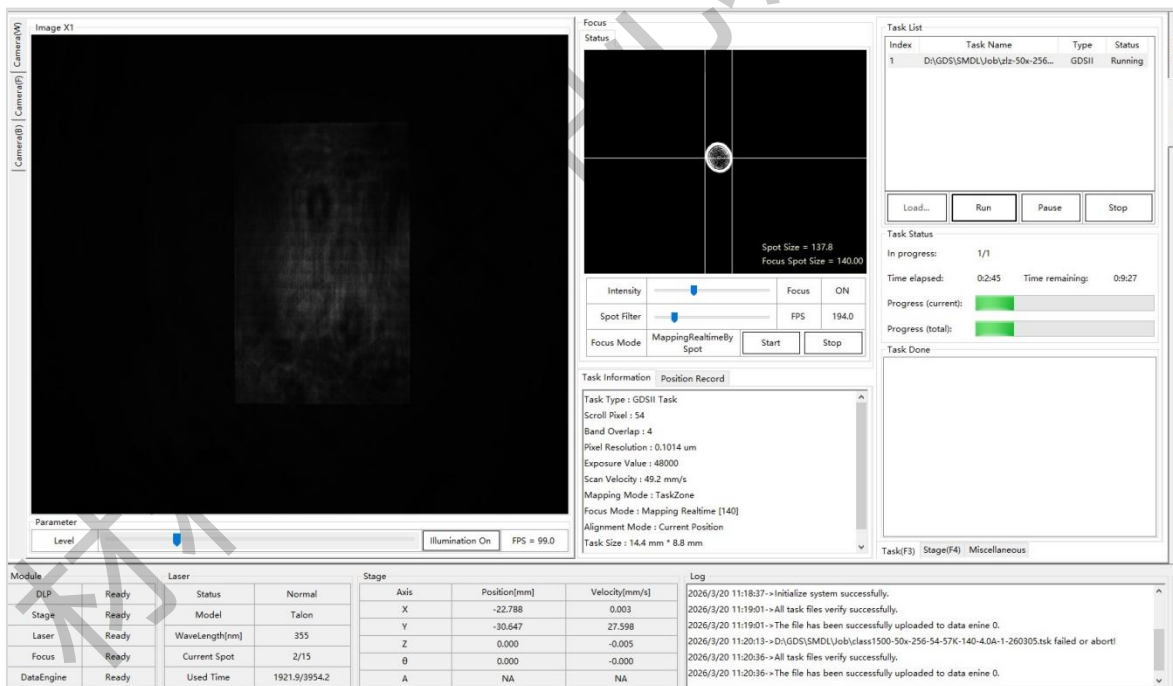 Camera(W)
Camera(F)
Camera(B)
Image X1
Parameter
Level
Illumination On
FPS = 99.0
Focus
Status
Spot Size = 137.8
Focus Spot Size = 140.00
Intensity
Focus
ON
Spot Filter
FPS
194.0
Focus Mode
MappingRealtimeBy
Spot
Start
Stop
Task Information Position Record
Task Type : GDSII Task
Scroll Pixel : 54
Band Overlap : 4
Pixel Resolution : 0.1014 um
Exposure Value : 48000
Scan Velocity : 49.2 mm/s
Mapping Mode : TaskZone
Focus Mode : Mapping Realtime [140]
Alignment Mode : Current Position
Task Size : 14.4 mm * 8.8 mm
Task List
Index Task Name Type Status
1 D:\GDS\SMDL\Job\zlz-50x-256... GDSII Running
Load... Run Pause Stop
Task Status
In progress: 1/1
Time elapsed: 0:2:45 Time remaining: 0:9:27
Progress (current):
Progress (total):
Task Done
Task(F3) Stage(F4) Miscellaneous
Module
DLP Ready
Stage Ready
Laser Ready
Focus Ready
DataEngine Ready
Laser
Status Normal
Model Talon
WaveLength[nm] 355
Current Spot 2/15
Used Time 1921.9/3954.2
Stage
Axis Position[mm] Velocity[mm/s]
X -22.788 0.003
Y -30.647 27.598
Z 0.000 -0.005
θ 0.000 -0.000
A NA NA
Log
2026/3/20 11:18:37->Initialize system successfully.
2026/3/20 11:19:01->All task files verify successfully.
2026/3/20 11:19:01->The file has been successfully uploaded to data enine 0.
2026/3/20 11:20:13->D:\GDS\SMDL\Job\class1500-50x-256-54-57K-140-4.0A-1-260305.tsk failed or abort!
2026/3/20 11:20:36->All task files verify successfully.
2026/3/20 11:20:36->The file has been successfully uploaded to data enine 0.